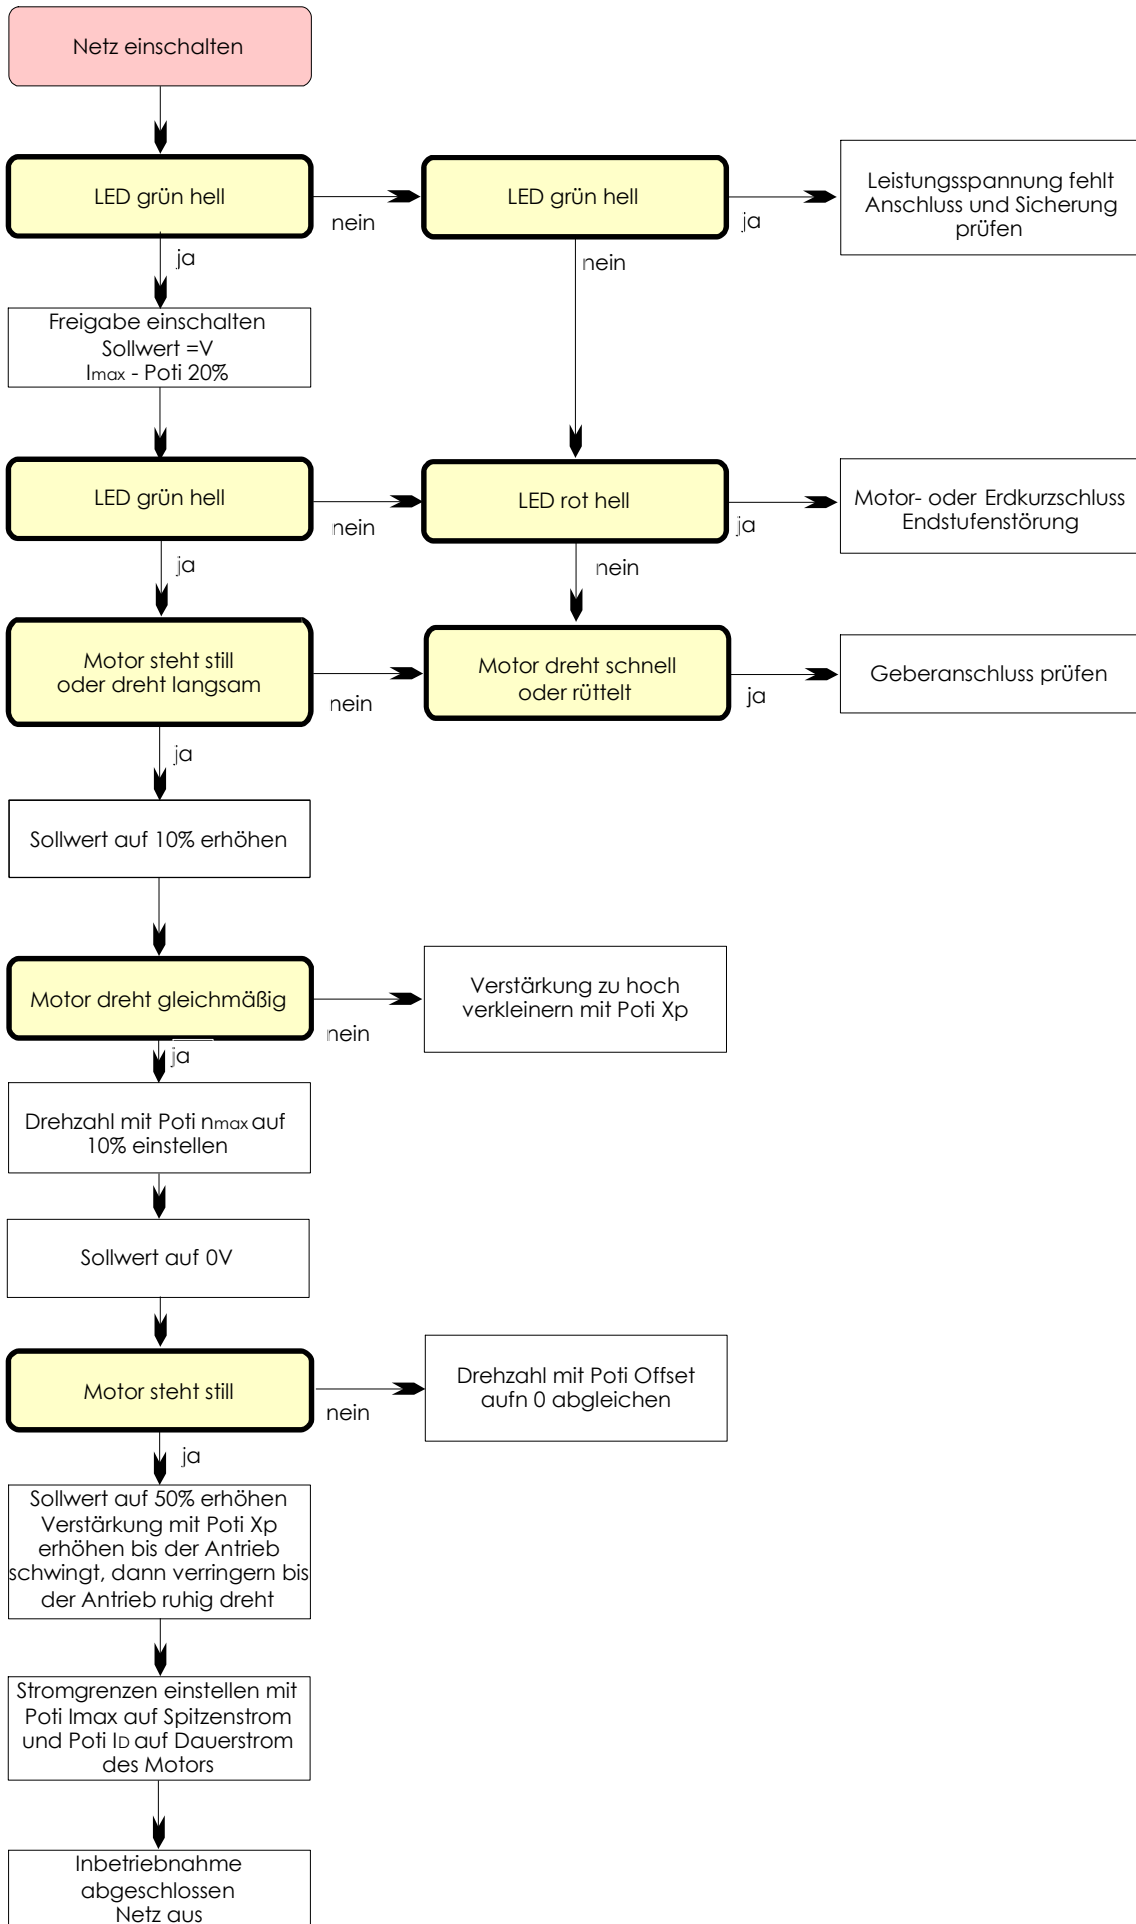 Netz einschalten
LED grün hell
nein
LED grün hell
ja
Leistungsspannung fehlt
Anschluss und Sicherung
prüfen
ja
nein
Freigabe einschalten
Sollwert =V
Imax - Poti 20%
LED grün hell
nein
LED rot hell
ja
Motor- oder Erdkurzschluss
Endstufenstörung
ja
nein
Motor steht still
oder dreht langsam
nein
Motor dreht schnell
oder rüttelt
ja
Geberanschluss prüfen
ja
Sollwert auf 10% erhöhen
Motor dreht gleichmäßig
nein
Verstärkung zu hoch
verkleinern mit Poti Xp
ja
Drehzahl mit Poti nmax auf
10% einstellen
Sollwert auf 0V
Motor steht still
nein
Drehzahl mit Poti Offset
aufn 0 abgleichen
ja
Sollwert auf 50% erhöhen
Verstärkung mit Poti Xp
erhöhen bis der Antrieb
schwingt, dann verringern bis
der Antrieb ruhig dreht
Stromgrenzen einstellen mit
Poti Imax auf Spitzenstrom
und Poti ID auf Dauerstrom
des Motors
Inbetriebnahme
abgeschlossen
Netz aus